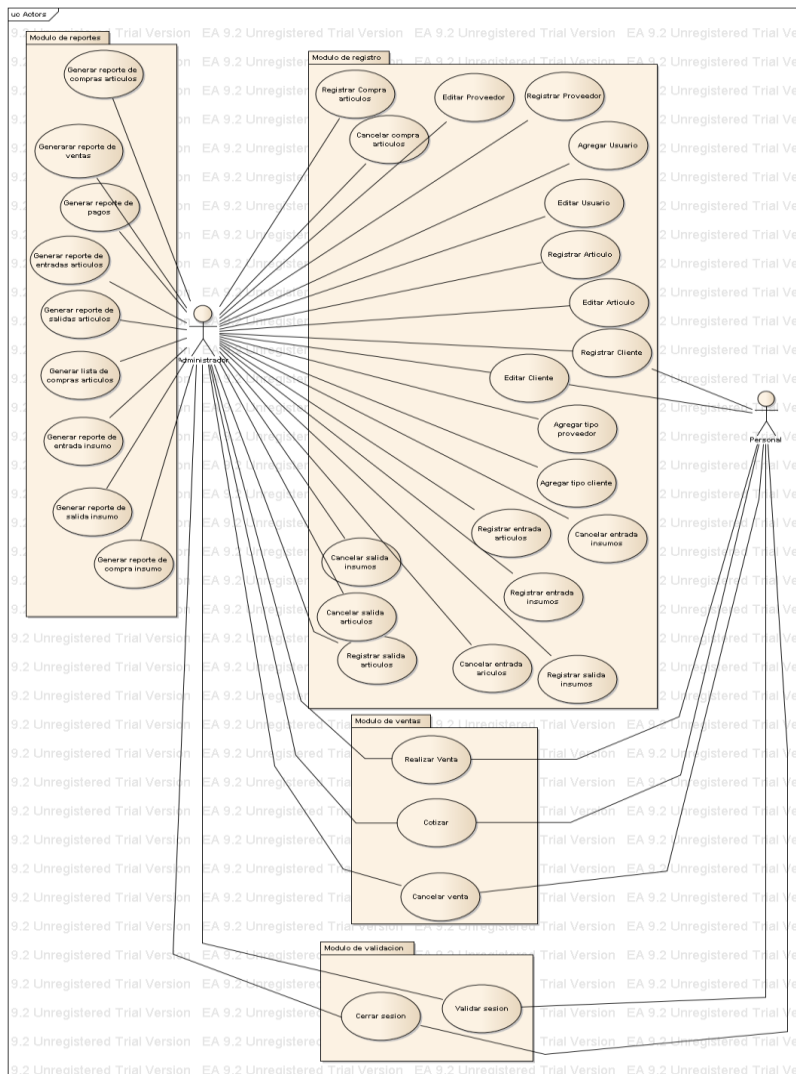 uc Actors
Modulo de reportes
Generar reporte de
compras articulos
Generarar reporte de
ventas
Generar reporte de
pagos
Generar reporte de
entradas articulos
Generar reporte de
salidas articulos
Generar lista de
compras articulos
Generar reporte de
entrada insumo
Generar reporte de
salida insumo
Generar reporte de
compra insumo
Administrador
Modulo de registro
Registrar Compra
articulos
Cancelar compra
articulos
Editar Proveedor
Registrar Proveedor
Agregar Usuario
Editar Usuario
Registrar Articulo
Editar Articulo
Registrar Cliente
Editar Cliente
Agregar tipo
proveedor
Agregar tipo cliente
Registrar entrada
articulos
Cancelar entrada
insumos
Cancelar salida
insumos
Registrar entrada
insumos
Cancelar salida
articulos
Registrar salida
articulos
Cancelar entrada
ariculos
Registrar salida
insumos
Personal
Modulo de ventas
Realizar Venta
Cotizar
Cancelar venta
Modulo de validacion
Cerrar sesion
Validar sesion
EA 9.2 Unregistered Trial Version